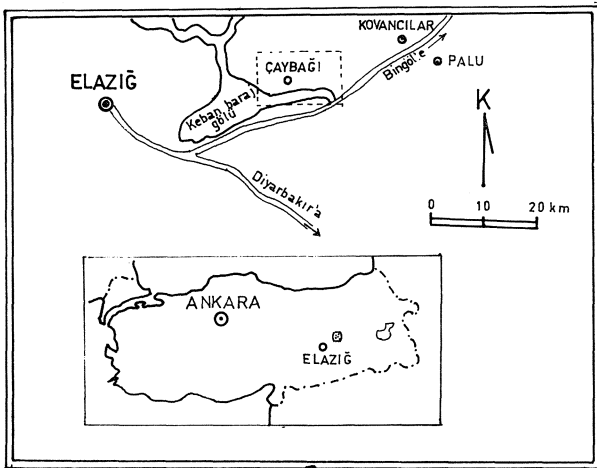 KOVANCILAR
Bingöl'e
PALU
ÇAYBAĞI
ELAZIĞ
Keban baraj
gölü
K
Diyarbakır'a
0 10 20 km
ANKARA
ELAZIĞ